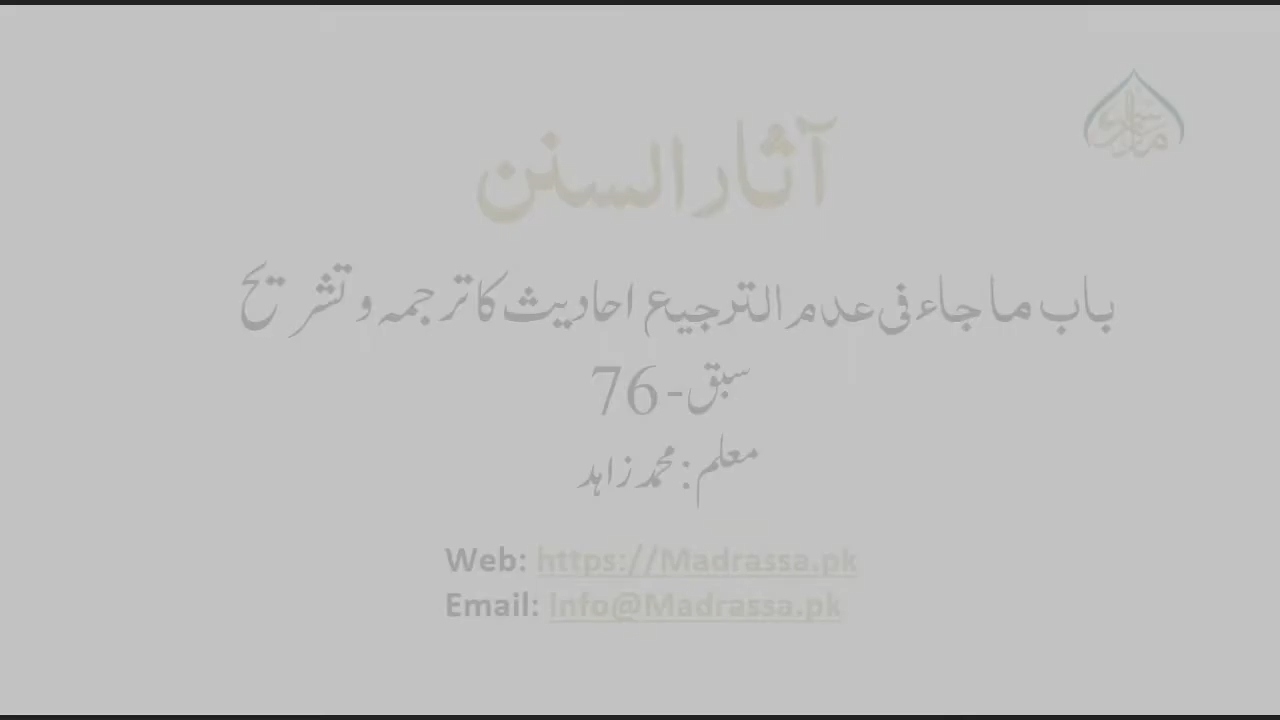 آثار السنن
باب ما جاء فی عدم الترجیع احادیث کا ترجمہ و تشریح
سبق-76
معلم: محمد زاہد
Web: https://Madrassa.pk
Email: info@Madrassa.pk